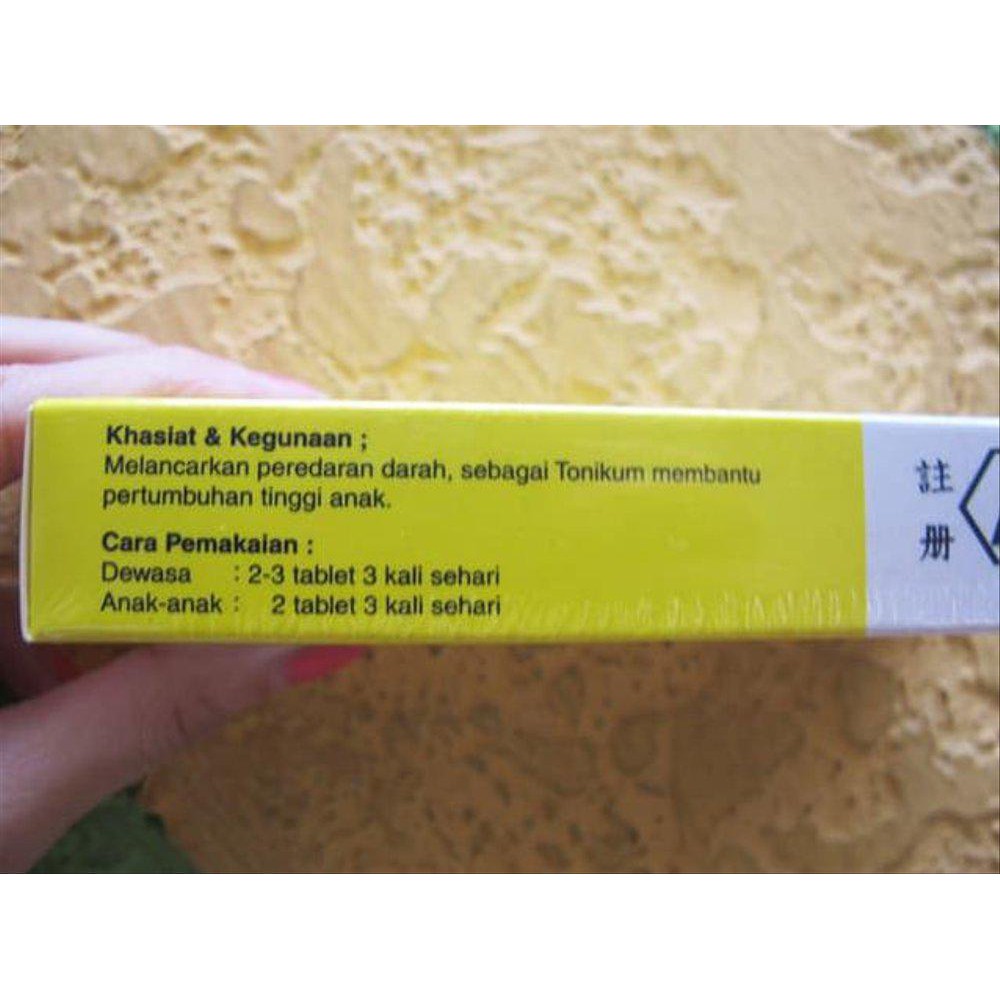 Khasiat & Kegunaan ;
Melancarkan peredaran darah, sebagai Tonikum membantu
pertumbuhan tinggi anak.
Cara Pemakaian :
Dewasa : 2-3 tablet 3 kali sehari
Anak-anak : 2 tablet 3 kali sehari
註
册